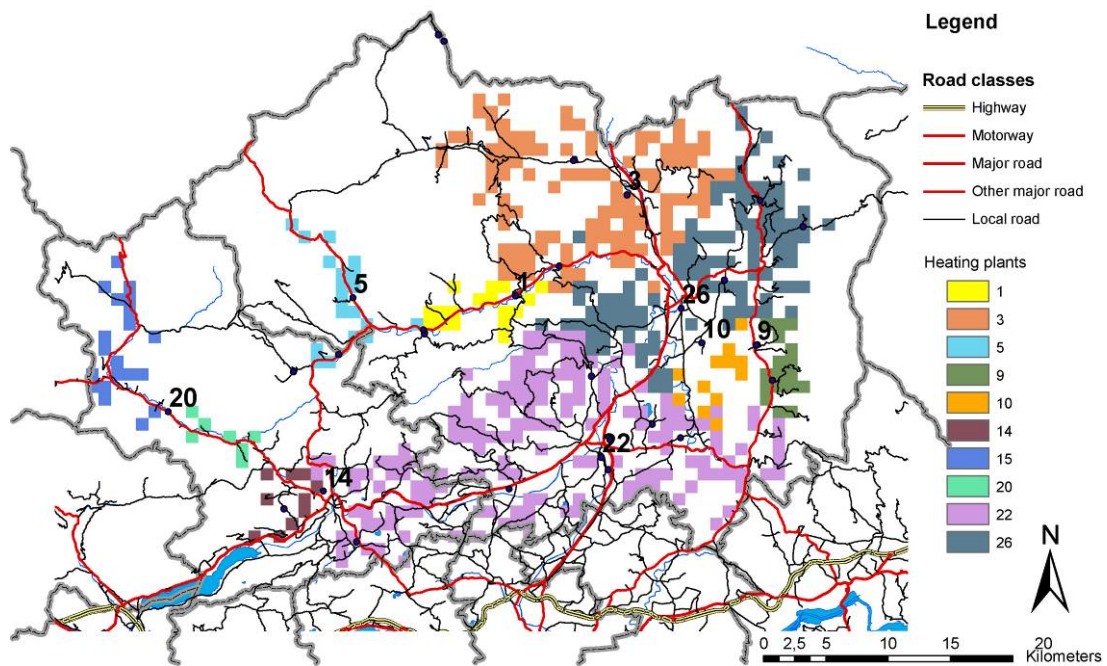 Legend
Road classes
Highway
Motorway
Major road
Other major road
Local road
Heating plants
1
3
5
9
10
14
15
20
22
26
3
5
1
26
10
9
20
22
14
N
0 2,5 5 10 15 20
Kilometers